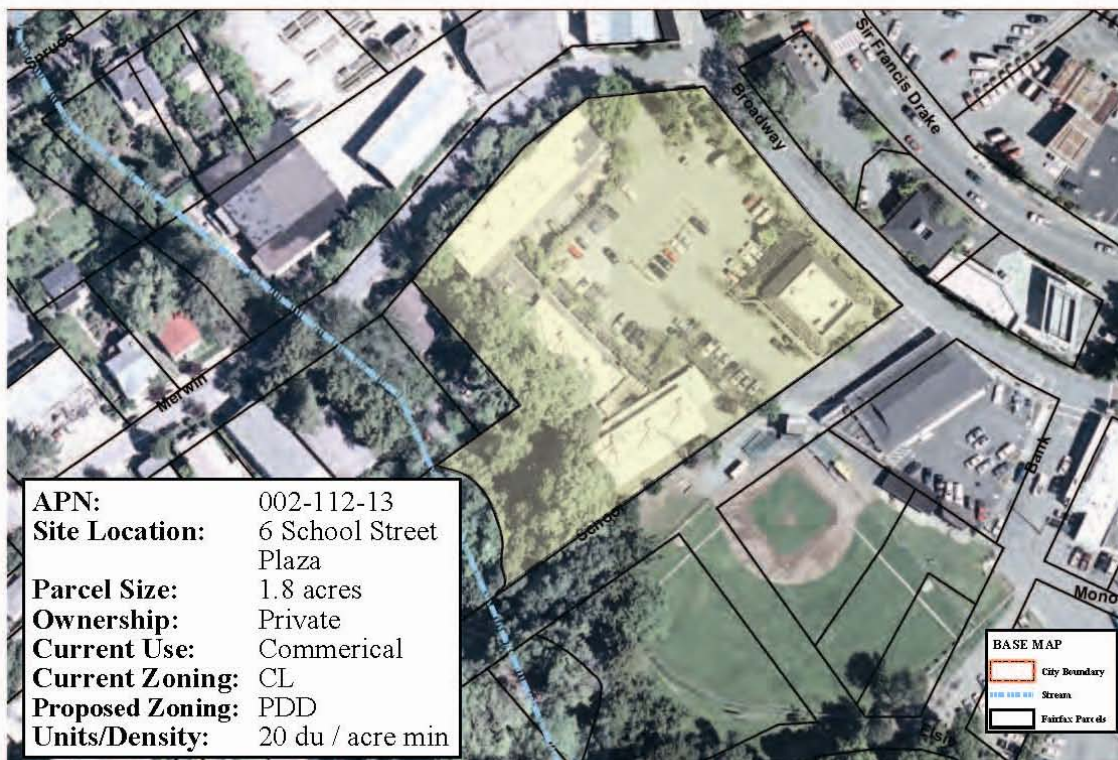 Spruce
Broadway
Sir Francis Drake
Merwin
School
Bank
Mono
Elsie
APN: 002-112-13
Site Location: 6 School Street
Plaza
Parcel Size: 1.8 acres
Ownership: Private
Current Use: Commerical
Current Zoning: CL
Proposed Zoning: PDD
Units/Density: 20 du / acre min
BASE MAP
City Boundary
Stream
Fairfax Parcels